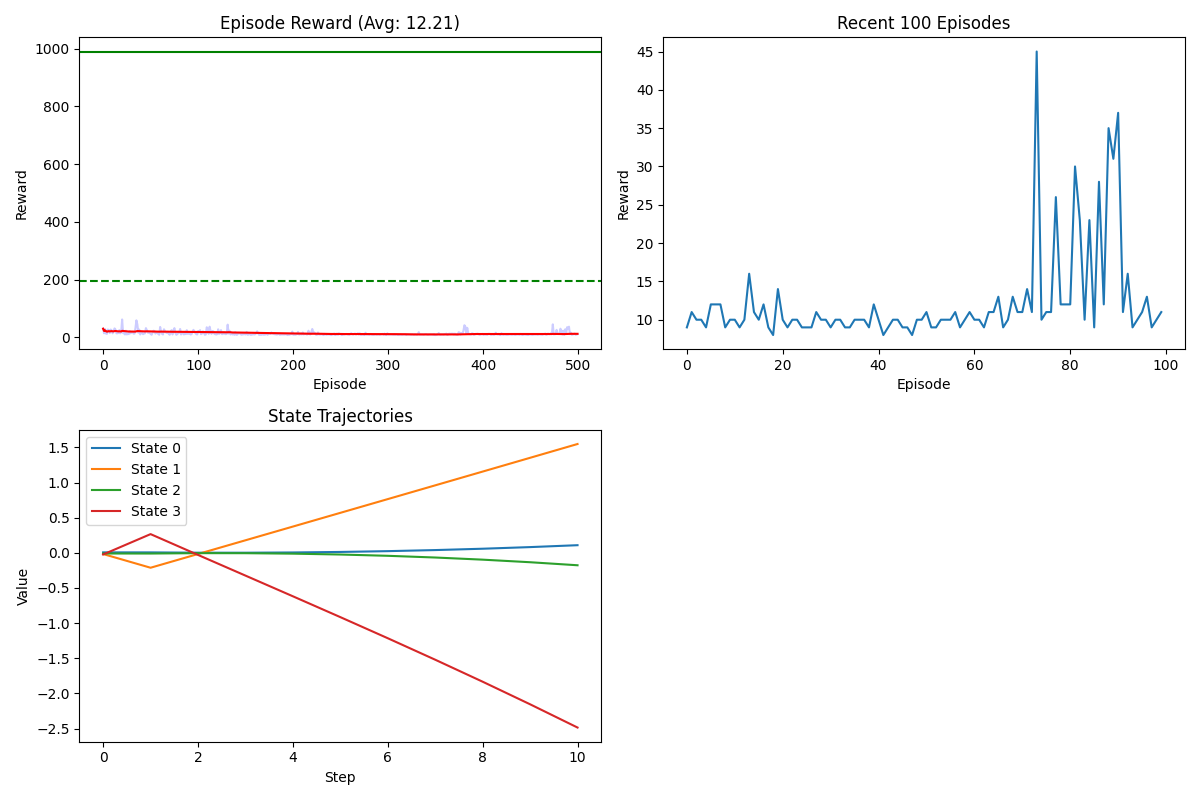 Episode Reward (Avg: 12.21)
Reward
1000
800
600
400
200
0
0 100 200 300 400 500
Episode
Recent 100 Episodes
Reward
45
40
35
30
25
20
15
10
0 20 40 60 80 100
Episode
State Trajectories
Value
1.5
1.0
0.5
0.0
−0.5
−1.0
−1.5
−2.0
−2.5
State 0
State 1
State 2
State 3
0 2 4 6 8 10
Step